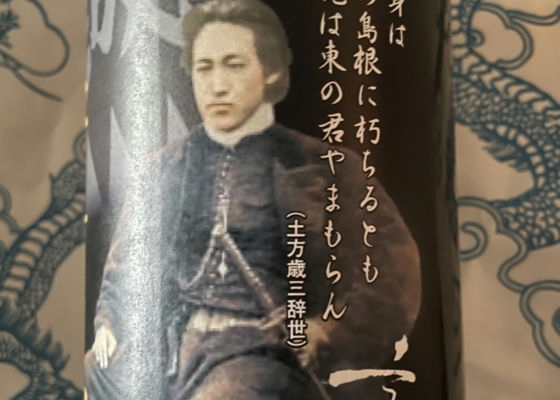 身は
島根に朽ちるとも
は東の君やまもらん
（土方歳三辞世）